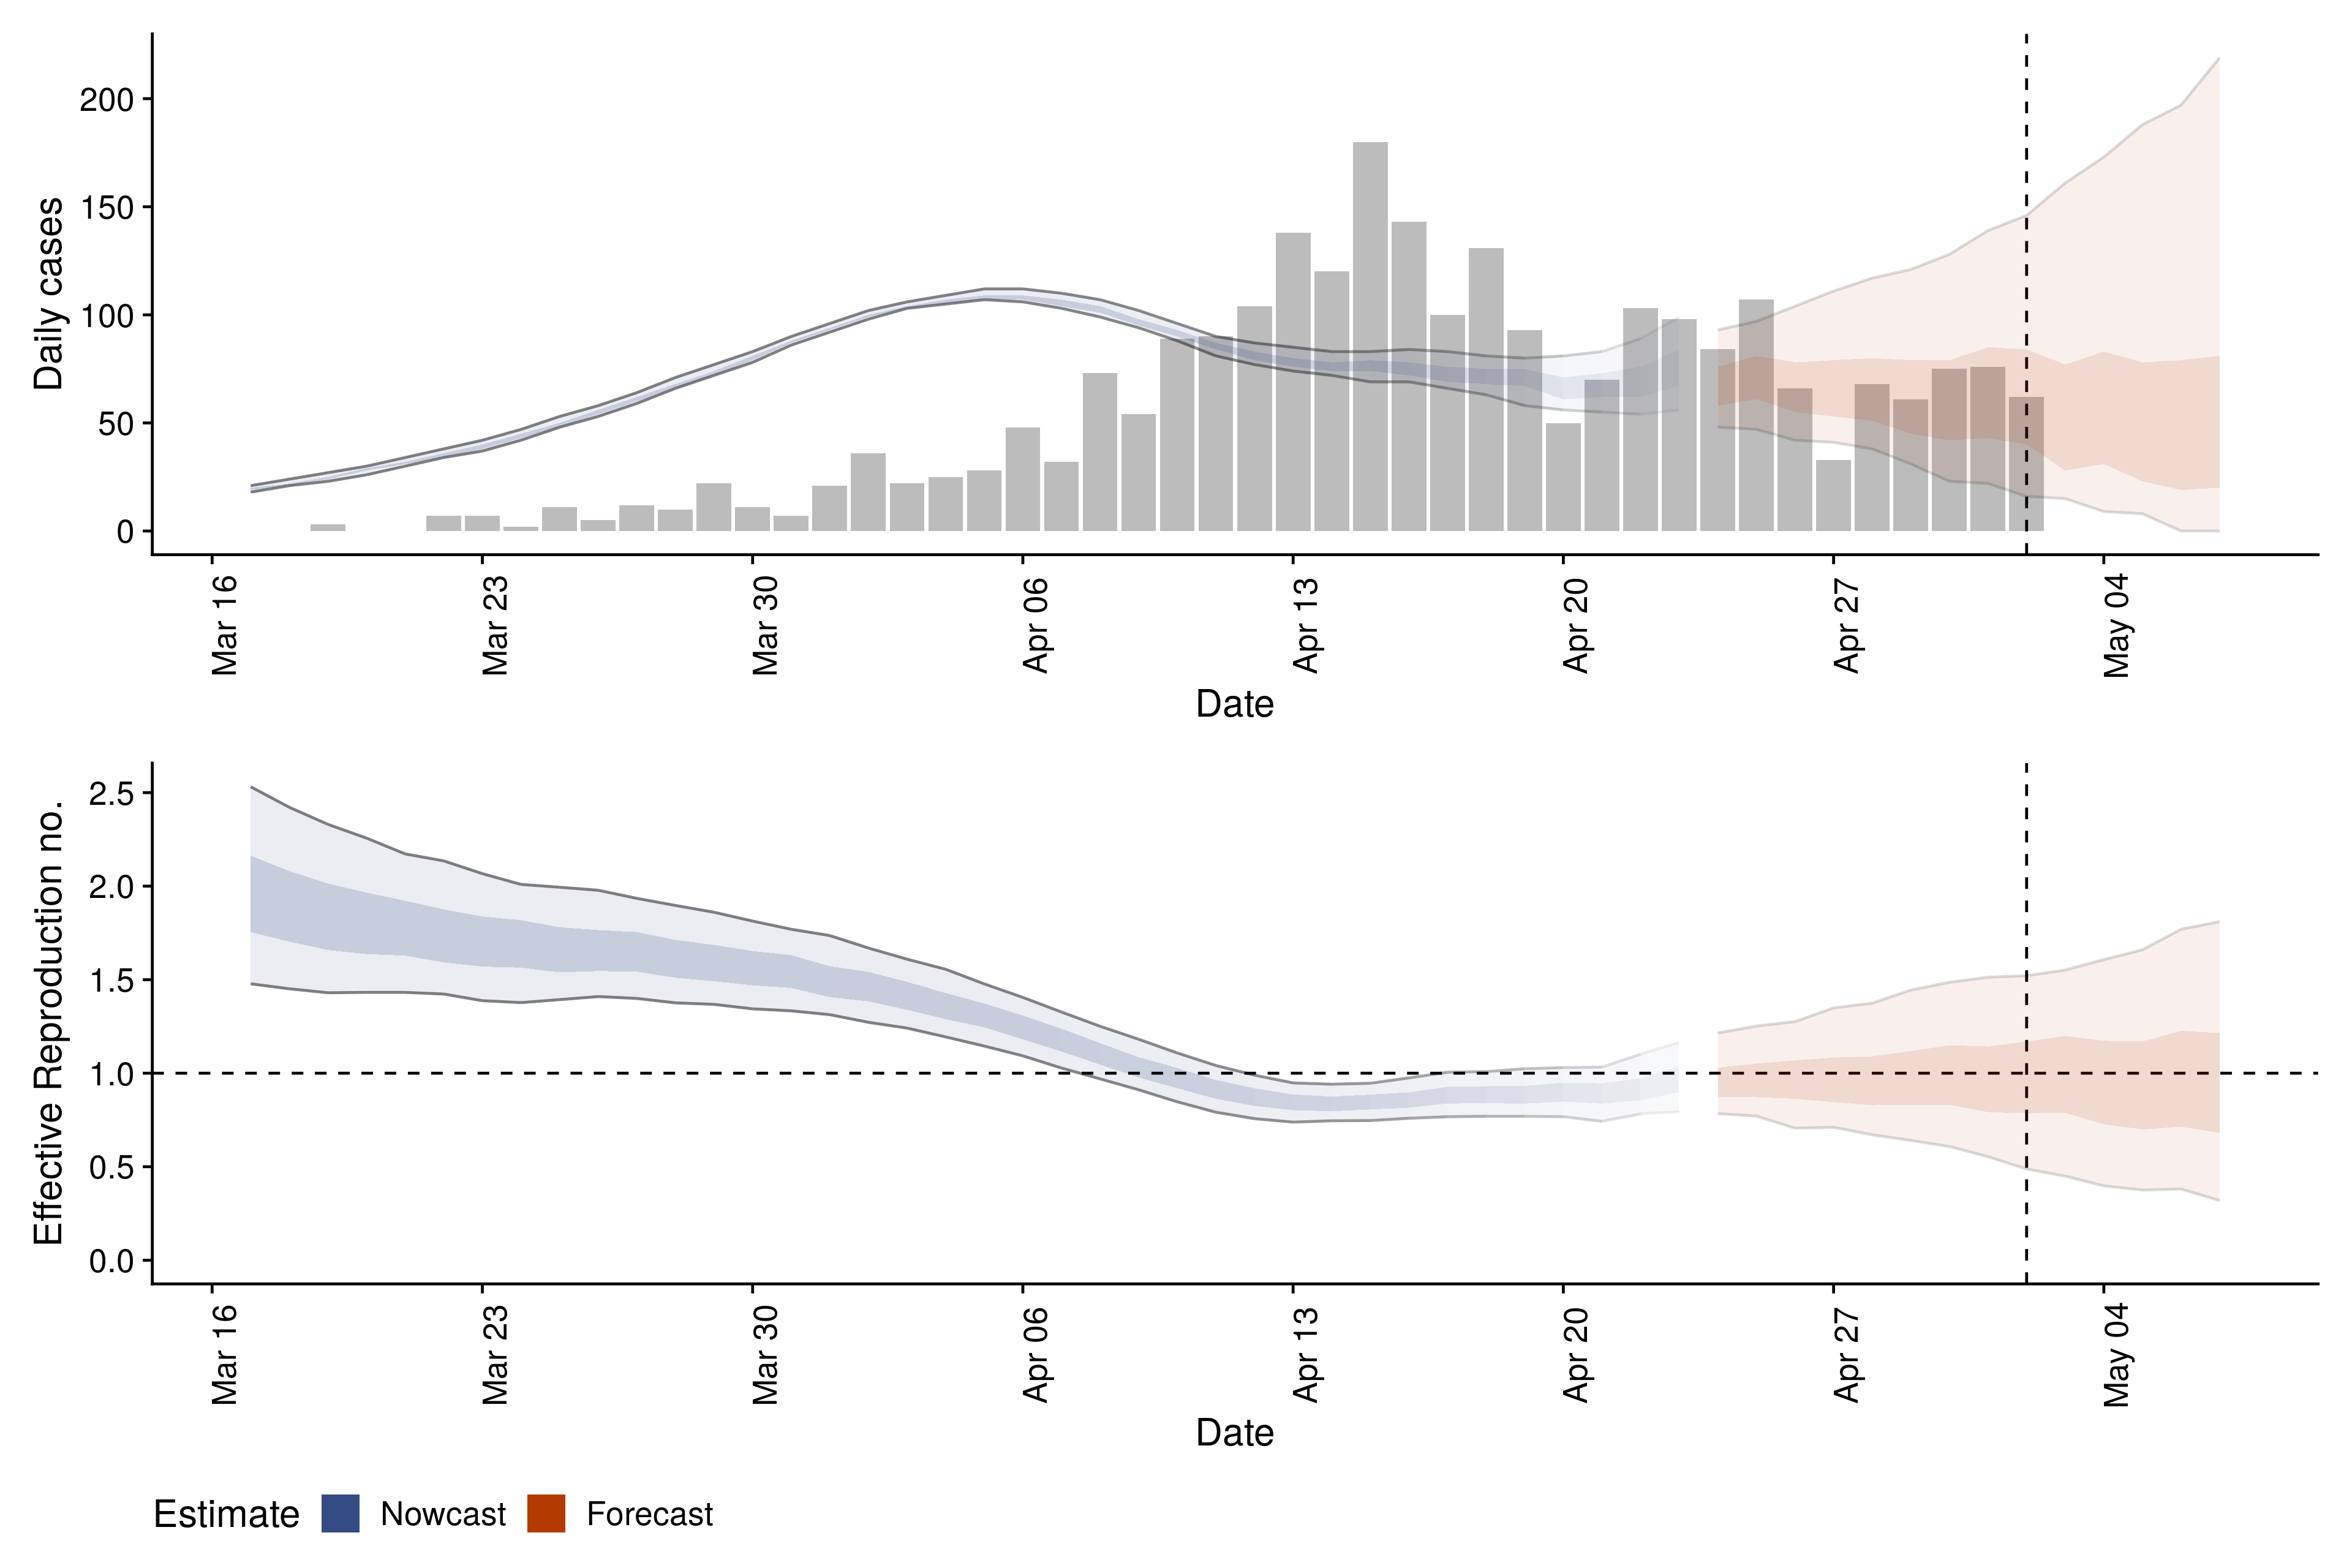 Daily cases
200
150
100
50
0
Mar 16
Mar 23
Mar 30
Apr 06
Apr 13
Apr 20
Apr 27
May 04
Date
Effective Reproduction no.
2.5
2.0
1.5
1.0
0.5
0.0
Mar 16
Mar 23
Mar 30
Apr 06
Apr 13
Apr 20
Apr 27
May 04
Date
Estimate Nowcast Forecast